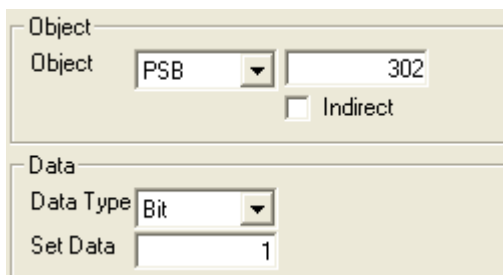 Object
Object PSB 302
Indirect
Data
Data Type Bit
Set Data 1